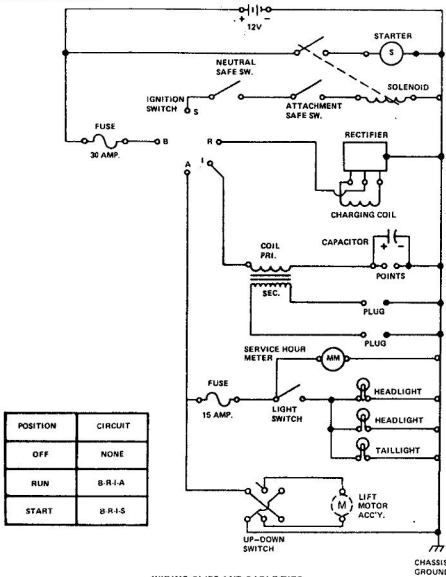 + -
12V
STARTER
S
NEUTRAL
SAFE SW.
SOLENOID
IGNITION
SWITCH
S
ATTACHMENT
SAFE SW.
FUSE
30 AMP.
B
R
RECTIFIER
A
I
CHARGING COIL
CAPACITOR
+ -
COIL
PRI.
POINTS
SEC.
PLUG
PLUG
SERVICE HOUR
METER
MM
FUSE
15 AMP.
LIGHT
SWITCH
HEADLIGHT
HEADLIGHT
TAILLIGHT
POSITION CIRCUIT
OFF NONE
RUN B-R-I-A
START B-R-I-S
M
LIFT
MOTOR
ACC'Y.
UP-DOWN
SWITCH
CHASSIS
GROUND